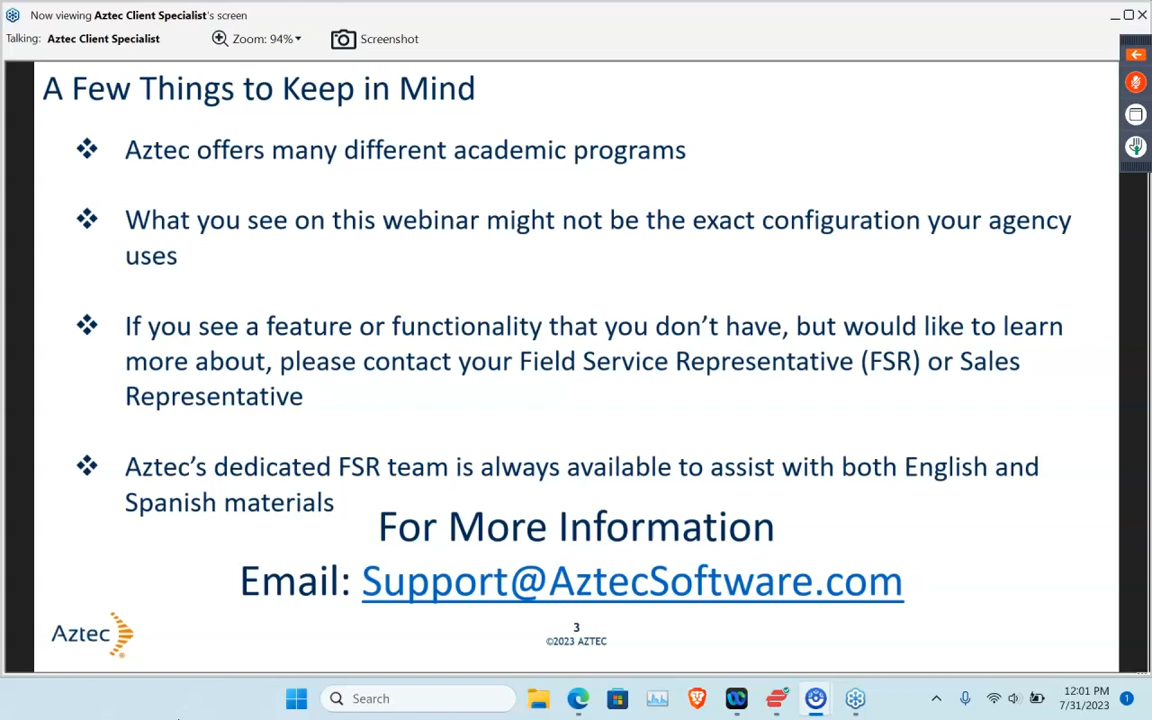 Now viewing Aztec Client Specialist's screen
Talking: Aztec Client Specialist
Zoom: 94%
Screenshot
A Few Things to Keep in Mind
Aztec offers many different academic programs
What you see on this webinar might not be the exact configuration your agency
uses
If you see a feature or functionality that you don’t have, but would like to learn
more about, please contact your Field Service Representative (FSR) or Sales
Representative
Aztec’s dedicated FSR team is always available to assist with both English and
Spanish materials
For More Information
Email: Support@AztecSoftware.com
Aztec
3
©2023 AZTEC
Search
12:01 PM
7/31/2023
1